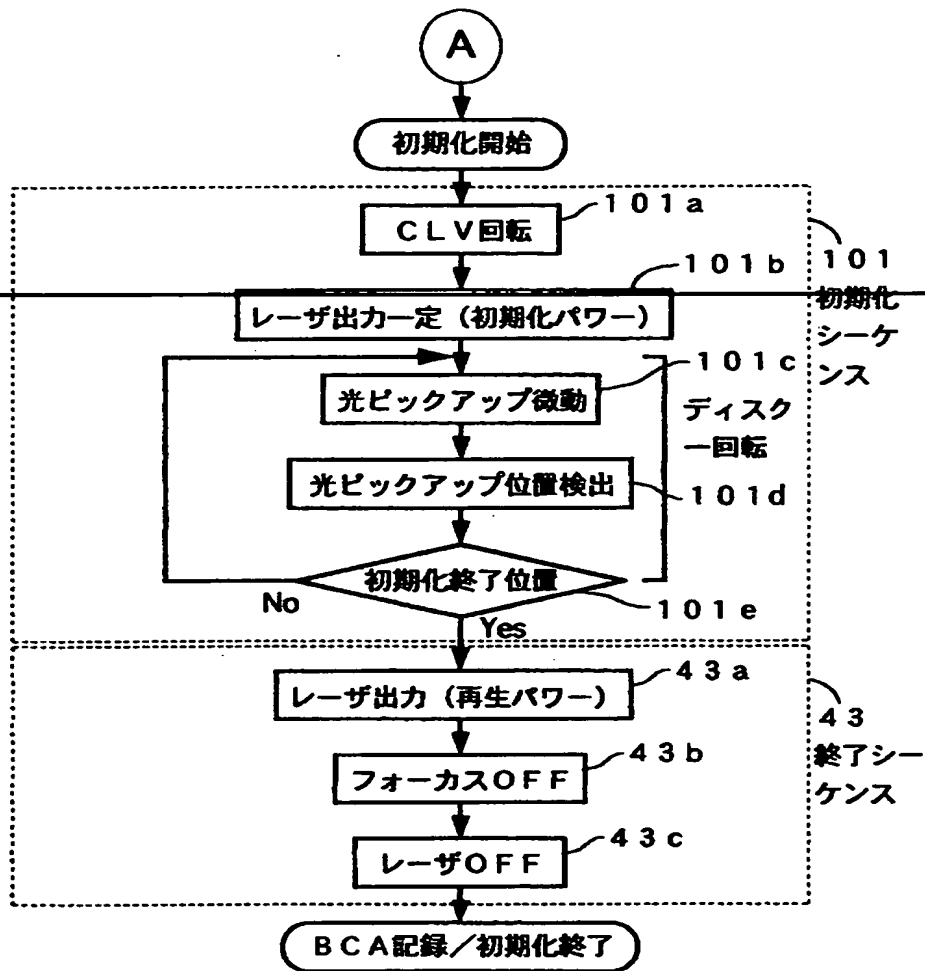 A
初期化開始
101a
CLV回転
101b
101
初期化
シーケ
ンス
レーザ出力一定（初期化パワー）
101c
光ピックアップ微動
ディスク
一回転
光ピックアップ位置検出
101d
初期化終了位置
101e
No
Yes
43a
レーザ出力（再生パワー）
43
終了シー
ケンス
43b
フォーカスOFF
43c
レーザOFF
BCA記録／初期化終了